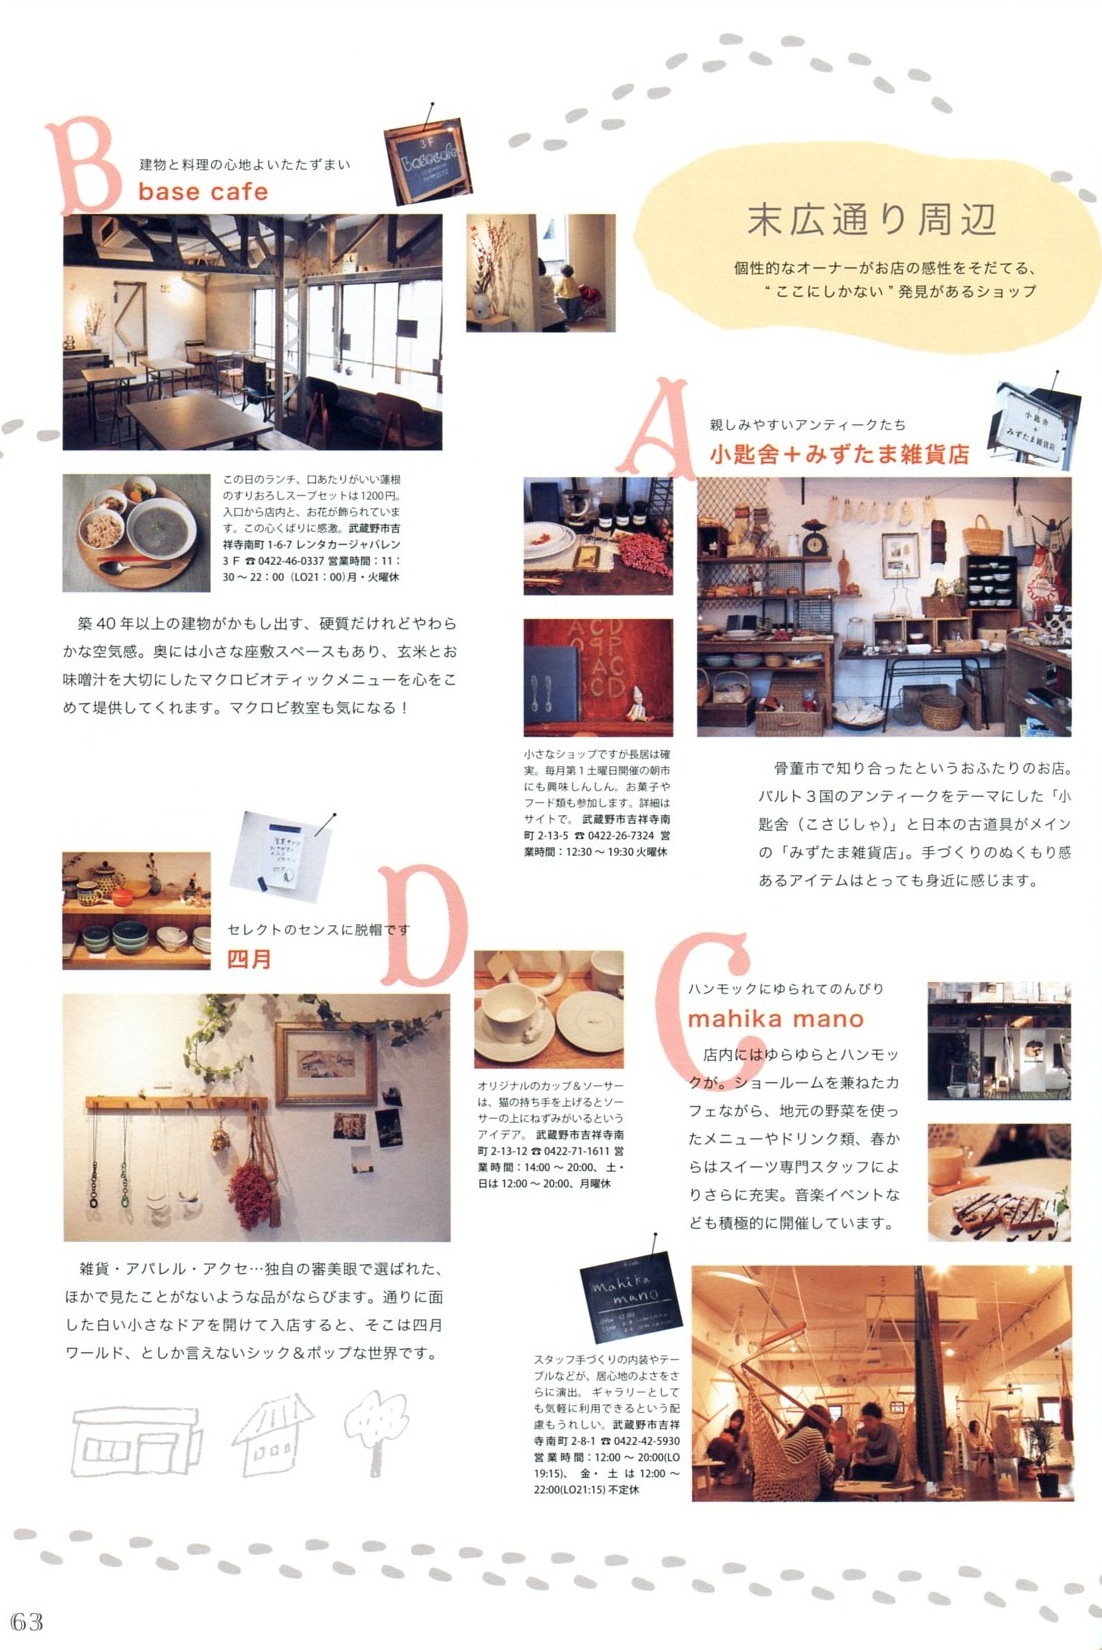 末広通り周辺
個性的なオーナーがお店の感性をそだてる、
“ ここにしかない ” 発見があるショップ
A
親しみやすいアンティークたち
小匙舎＋みずたま雑貨店
小匙舎
＋
みずたま雑貨店
小さなショップですが長居は確
実。毎月第１土曜日開催の朝市
にも興味しんしん。お菓子や
フード類も参加します。詳細は
サイトで。 武蔵野市吉祥寺南
町 2-13-5 ☎ 0422-26-7324 営
業時間：12:30 ～ 19:30 火曜休
骨董市で知り合ったというおふたりのお店。
バルト３国のアンティークをテーマにした「小
匙舎（こさじしゃ）」と日本の古道具がメイン
の「みずたま雑貨店」。手づくりのぬくもり感
あるアイテムはとっても身近に感じます。
B
建物と料理の心地よいたたずまい
base cafe
3F
basecafe
この日のランチ、口あたりがいい蓮根
のすりおろしスープセットは1200円。
入口から店内と、お花が飾られていま
す。この心くばりに感激。武蔵野市吉
祥寺南町 1-6-7 レンタカージャパレン
3 F ☎ 0422-46-0337 営業時間：11：
30 ～ 22：00（LO21：00）月・火曜休
築 40 年以上の建物がかもし出す、硬質だけれどやわら
かな空気感。奥には小さな座敷スペースもあり、玄米とお
味噌汁を大切にしたマクロビオティックメニューを心をこ
めて提供してくれます。マクロビ教室も気になる！
C
ハンモックにゆられてのんびり
mahika mano
店内にはゆらゆらとハンモッ
クが。ショールームを兼ねたカ
フェながら、地元の野菜を使っ
たメニューやドリンク類、春か
らはスイーツ専門スタッフによ
りさらに充実。音楽イベントな
ども積極的に開催しています。
mahika
mano
スタッフ手づくりの内装やテー
ブルなどが、居心地のよさをさ
らに演出。 ギャラリーとして
も気軽に利用できるという配
慮もうれしい。武蔵野市吉祥
寺南町 2-8-1 ☎ 0422-42-5930
営業時間：12:00 ～ 20:00(LO
19:15)、 金・ 土 は 12:00 ～
22:00(LO21:15) 不定休
D
セレクトのセンスに脱帽です
四月
オリジナルのカップ＆ソーサー
は、猫の持ち手を上げるとソー
サーの上にねずみがいるという
アイデア。 武蔵野市吉祥寺南
町 2-13-12 ☎ 0422-71-1611 営
業時間：14:00 ～ 20:00、土・
日は 12:00 ～ 20:00、月曜休
雑貨・アパレル・アクセ…独自の審美眼で選ばれた、
ほかで見たことがないような品がならびます。通りに面
した白い小さなドアを開けて入店すると、そこは四月
ワールド、としか言えないシック＆ポップな世界です。
63